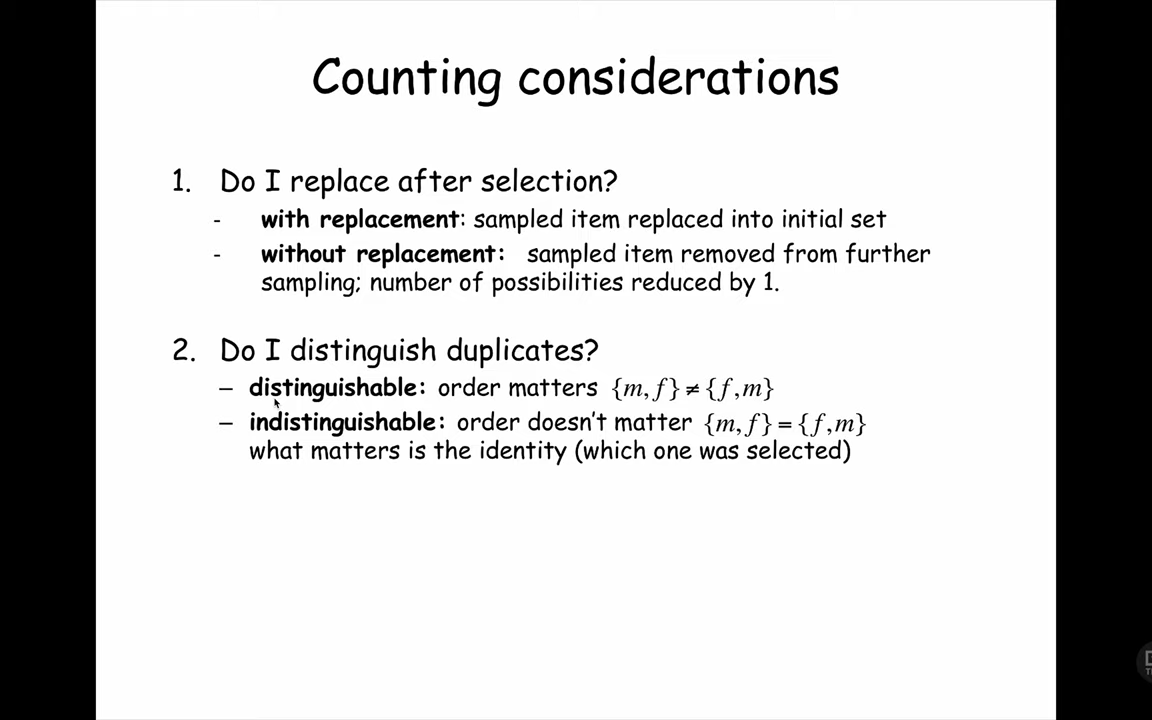 Counting considerations
1. Do I replace after selection?
- with replacement: sampled item replaced into initial set
- without replacement: sampled item removed from further
sampling; number of possibilities reduced by 1.
2. Do I distinguish duplicates?
– distinguishable: order matters {m, f} ≠ {f,m}
– indistinguishable: order doesn't matter {m, f} = {f,m}
what matters is the identity (which one was selected)